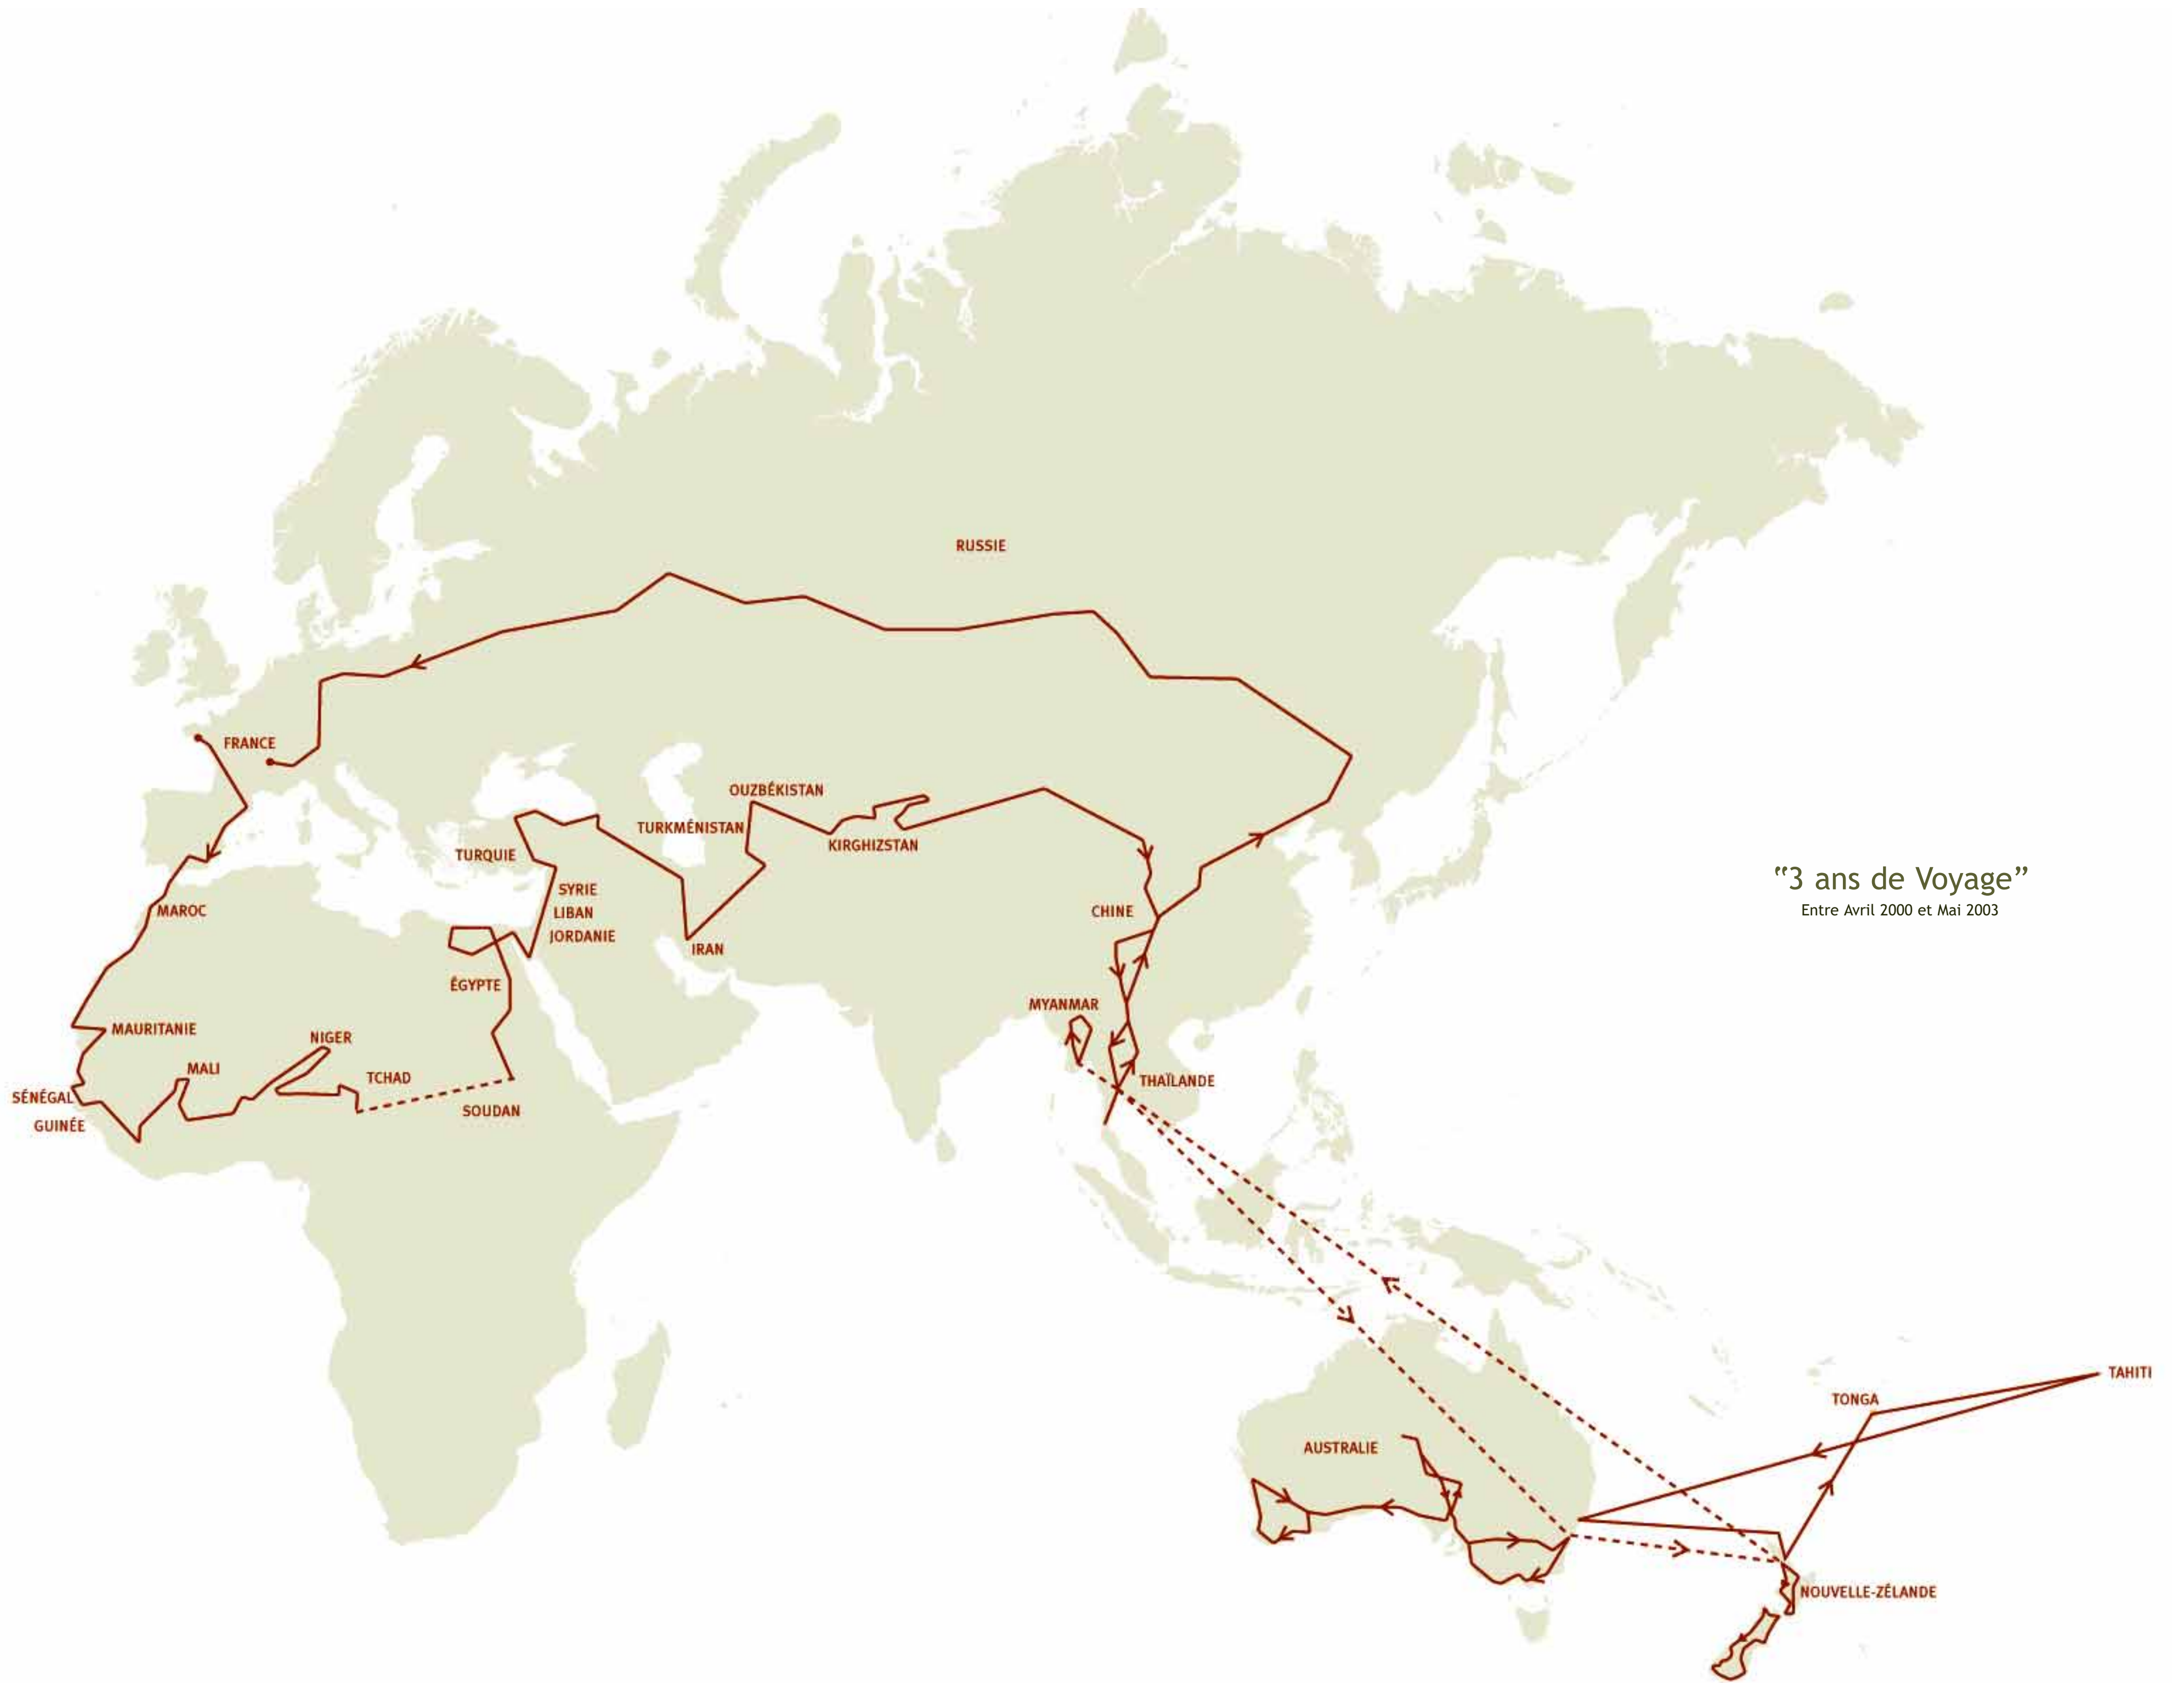 RUSSIE
FRANCE
OUZBÉKISTAN
TURKMÉNISTAN
KIRGHIZSTAN
TURQUIE
SYRIE
LIBAN
JORDANIE
IRAN
“3 ans de Voyage”
Entre Avril 2000 et Mai 2003
MAROC
CHINE
ÉGYPTE
MYANMAR
MAURITANIE
NIGER
MALI
TCHAD
THAÏLANDE
SÉNÉGAL
SOUDAN
GUINÉE
TAHITI
TONGA
AUSTRALIE
NOUVELLE-ZÉLANDE